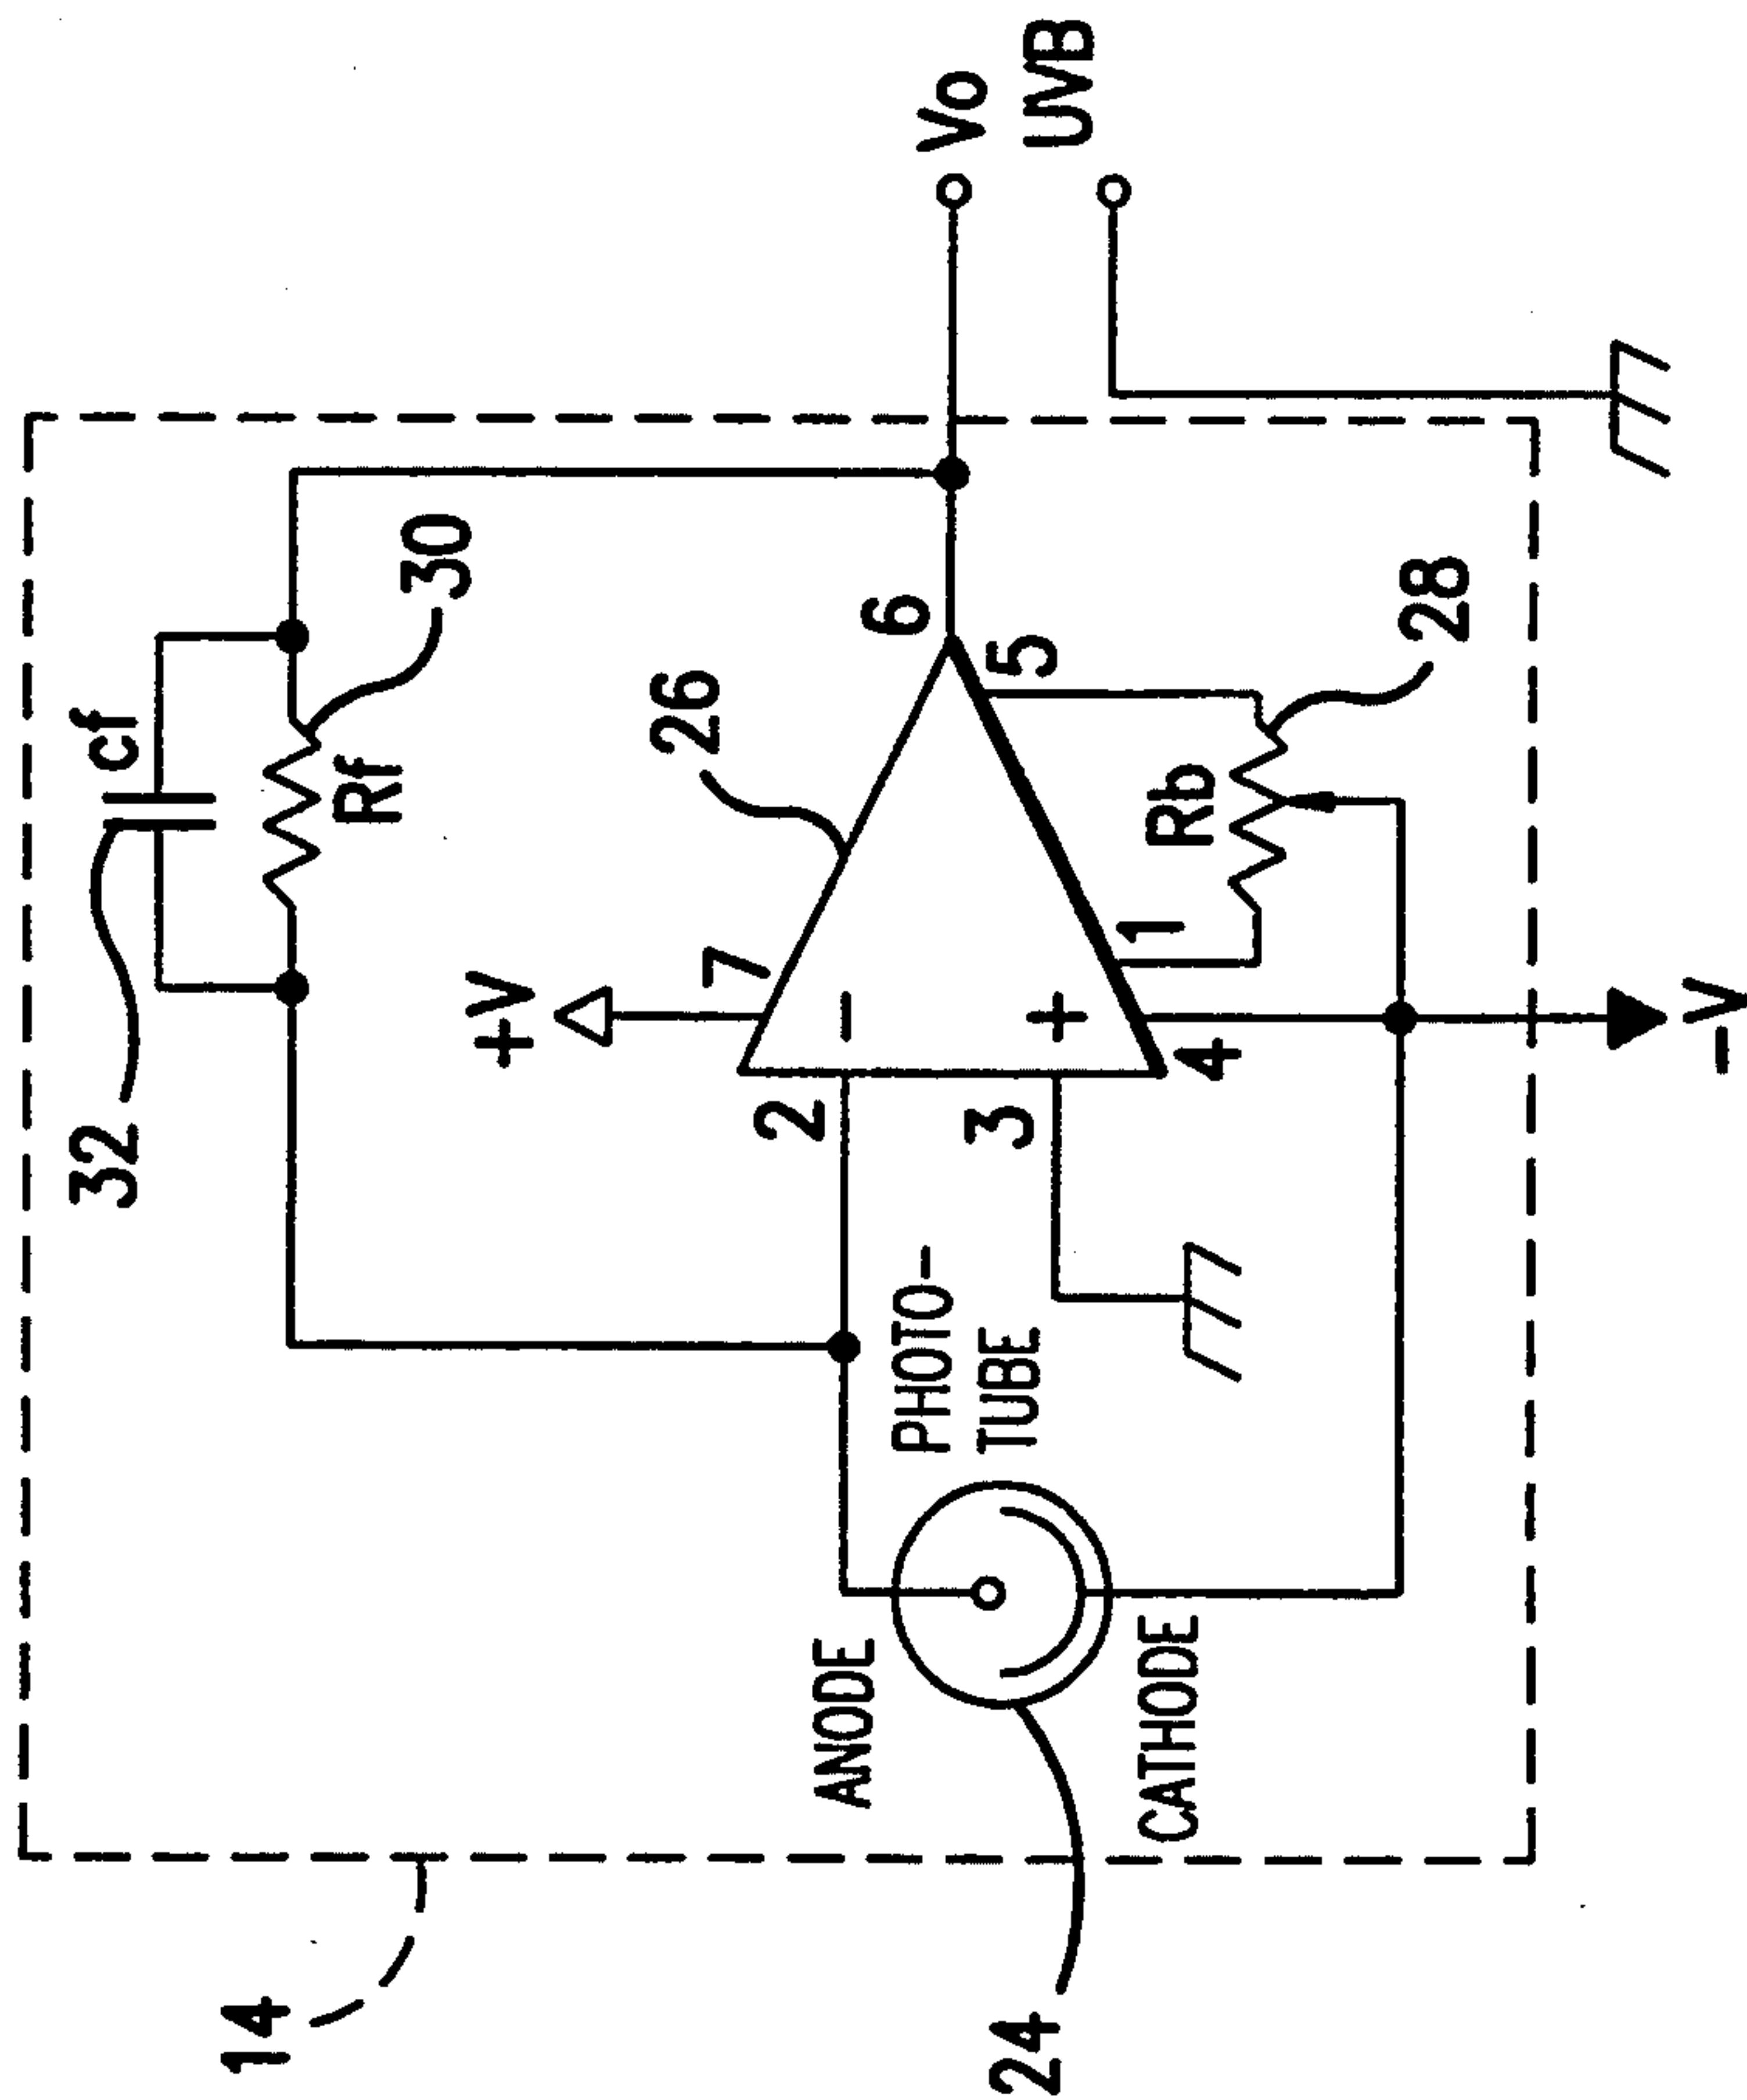 32
cf
30
Rf
+V
7
26
2
-
6
Vo
UVB
3
+
5
4
1
Rb
28
PHOTO-
TUBE
ANODE
CATHODE
-V
14
24